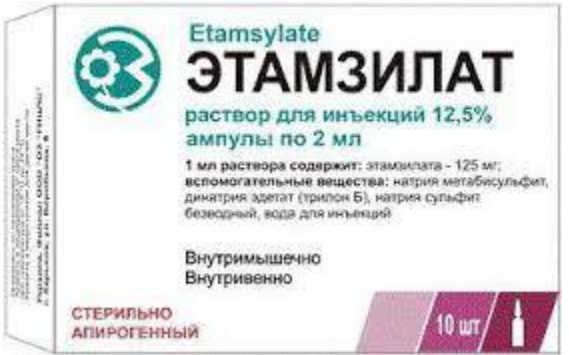 Etamsylate
ЭТАМЗИЛАТ
раствор для инъекций 12,5%
ампулы по 2 мл
1 мл раствора содержит: этамзилата - 125 мг;
вспомогательные вещества: натрия метабисульфит,
динатрия эдетат (трилон Б), натрия сульфит
безводный, вода для инъекций
Внутримышечно
Внутривенно
СТЕРИЛЬНО
АПИРОГЕННЫЙ
10 шт